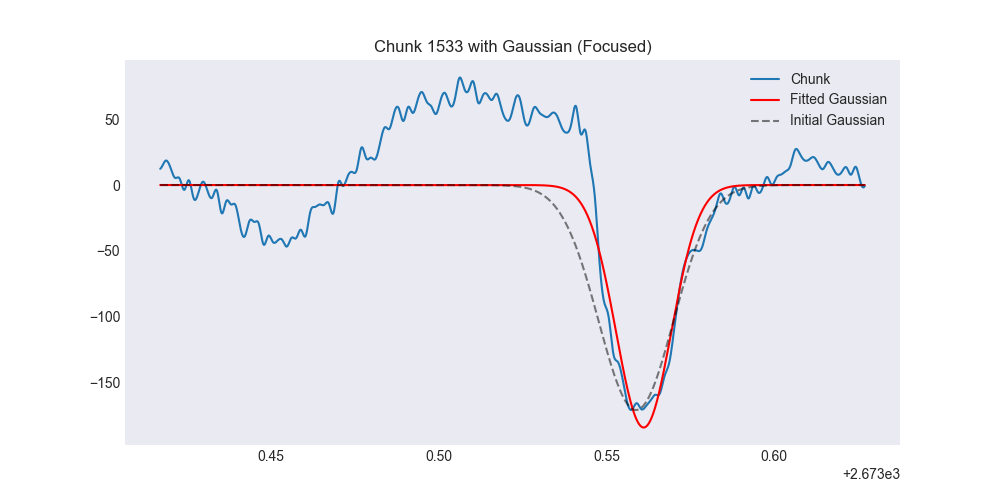 Chunk 1533 with Gaussian (Focused)
Chunk
Fitted Gaussian
Initial Gaussian
50
0
−50
−100
−150
0.45 0.50 0.55 0.60
+2.673e3